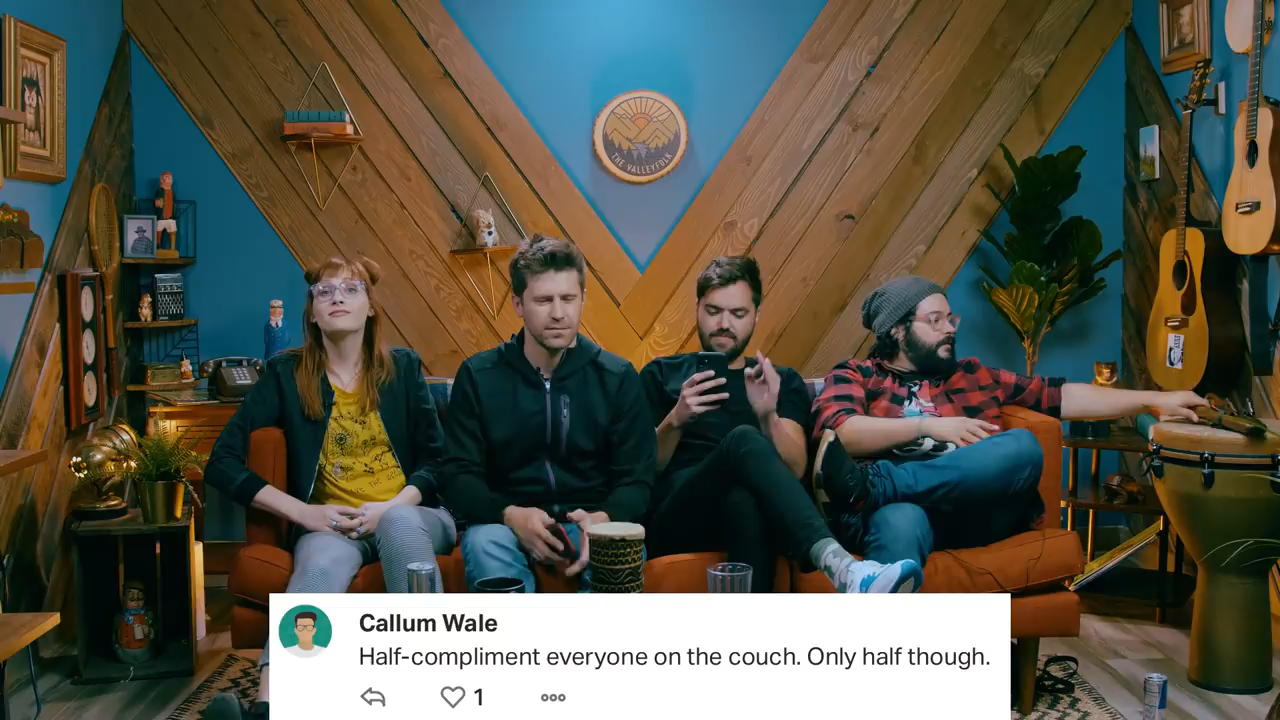 THE VALLEYFOLK
Callum Wale
Half-compliment everyone on the couch. Only half though.
1